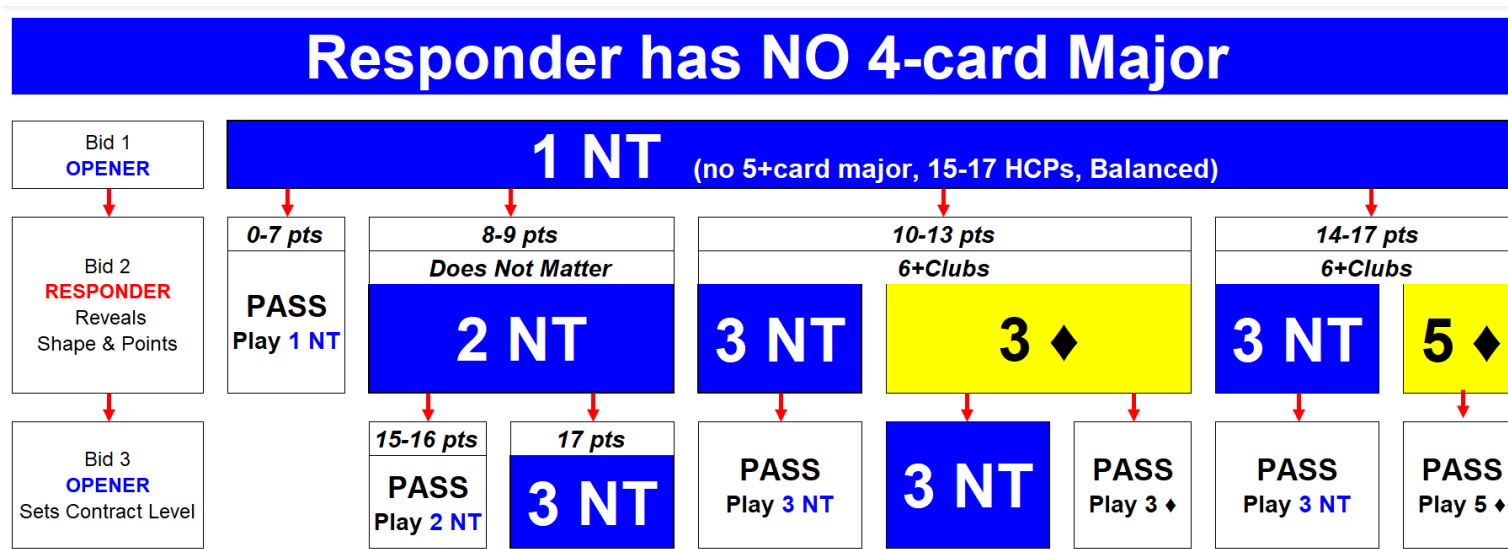 Responder has NO 4-card Major
Bid 1
OPENER
1 NT (no 5+card major, 15-17 HCPs, Balanced)
Bid 2
RESPONDER
Reveals
Shape & Points
0-7 pts
PASS
Play 1 NT
8-9 pts
Does Not Matter
2 NT
10-13 pts
6+Clubs
3 NT
3 ♦
14-17 pts
6+Clubs
3 NT
5 ♦
Bid 3
OPENER
Sets Contract Level
15-16 pts
PASS
Play 2 NT
17 pts
3 NT
PASS
Play 3 NT
3 NT
PASS
Play 3 ♦
PASS
Play 3 NT
PASS
Play 5 ♦